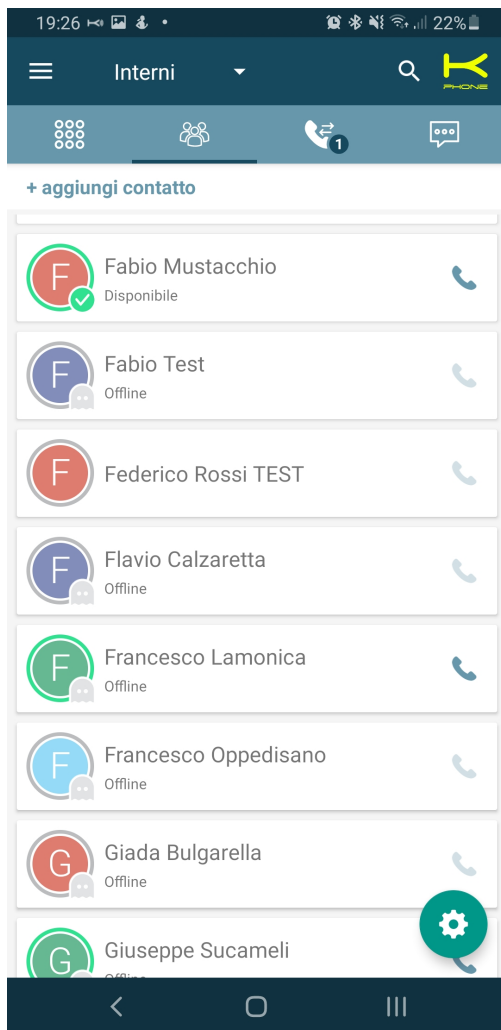 19:26
22%
Interni
PHONE
1
+ aggiungi contatto
F
Fabio Mustacchio
Disponibile
F
Fabio Test
Offline
F
Federico Rossi TEST
F
Flavio Calzaretta
Offline
F
Francesco Lamonica
Offline
F
Francesco Oppedisano
Offline
G
Giada Bulgarella
Offline
G
Giuseppe Sucameli
Offline